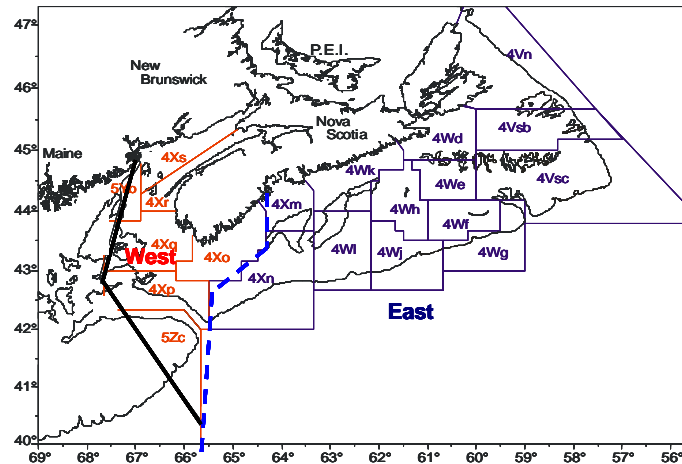 47°
46°
45°
44°
43°
42°
41°
40°
P.E.I.
New
Brunswick
Nova
Scotia
Maine
4Vn
4Vsb
4Vsc
4Wd
4We
4Wf
4Wg
4Wh
4Wj
4Wk
4Wl
4Xm
4Xn
4Xo
4Xp
4Xq
4Xr
4Xs
5Yb
5Zc
West
East
69° 68° 67° 66° 65° 64° 63° 62° 61° 60° 59° 58° 57° 56°